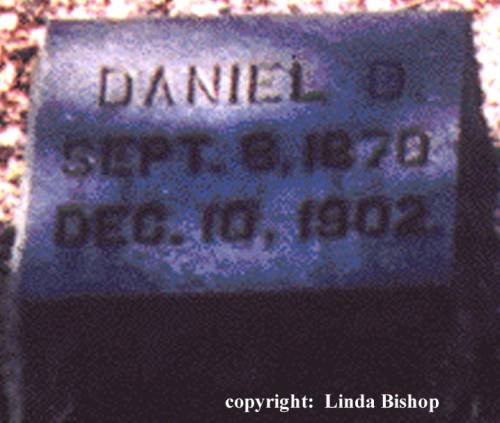 DANIEL D.
SEPT. 8, 1870
DEC. 10, 1902.
copyright: Linda Bishop